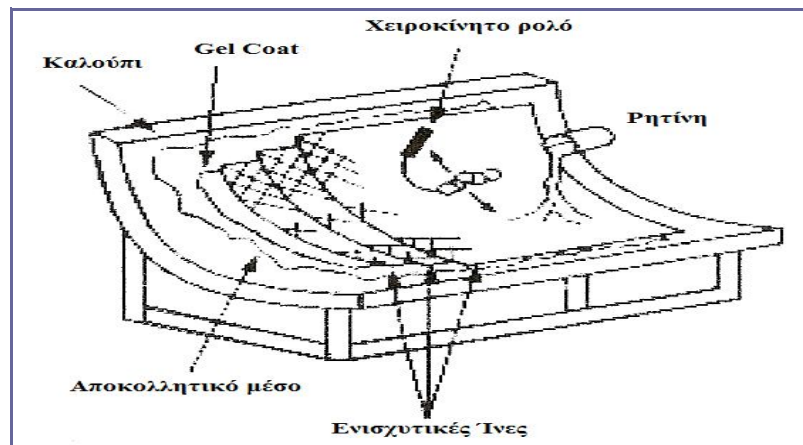 Χειροκίνητο ρολό
Gel Coat
Καλούπι
Ρητίνη
Αποκολλητικό μέσο
Ενισχυτικές Ίνες